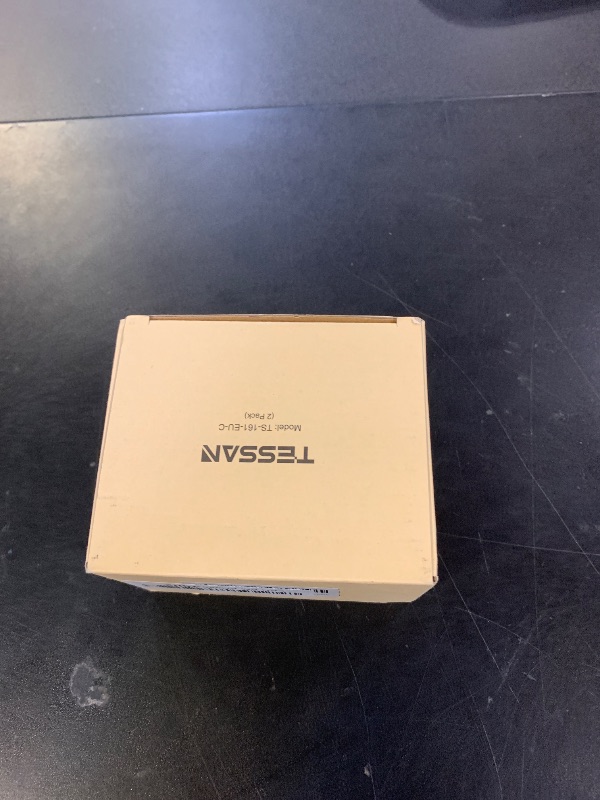 TESSAN
Model: TS-161-EU-C
(2 Pack)